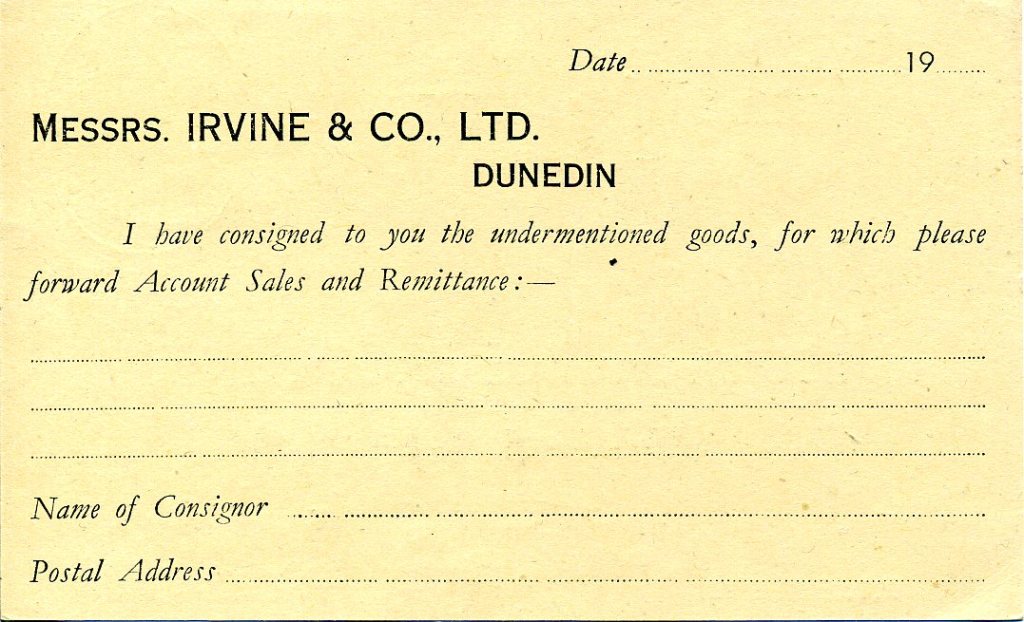 Date 19
MESSRS. IRVINE & CO., LTD.
DUNEDIN
I have consigned to you the undermentioned goods, for which please
forward Account Sales and Remittance:—
Name of Consignor
Postal Address